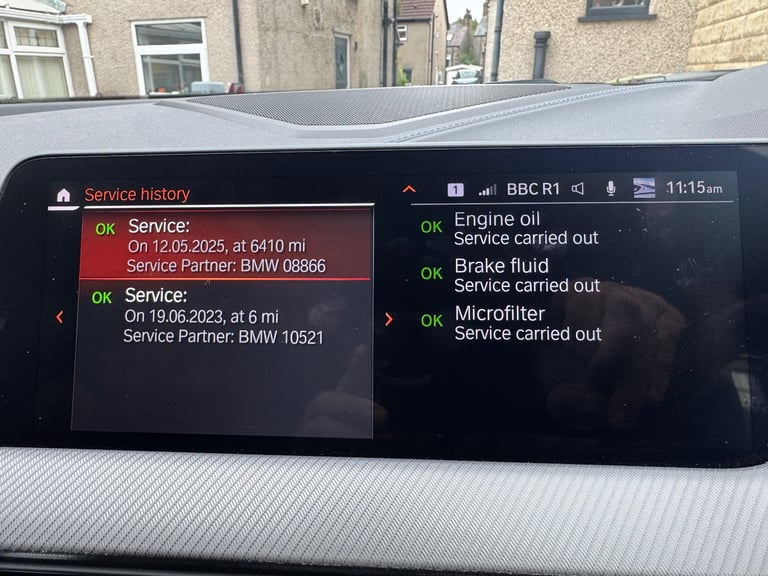 Service history
1 BBC R1 11:15am
OK Service:
On 12.05.2025, at 6410 mi
Service Partner: BMW 08866
OK Service:
On 19.06.2023, at 6 mi
Service Partner: BMW 10521
OK Engine oil
Service carried out
OK Brake fluid
Service carried out
OK Microfilter
Service carried out